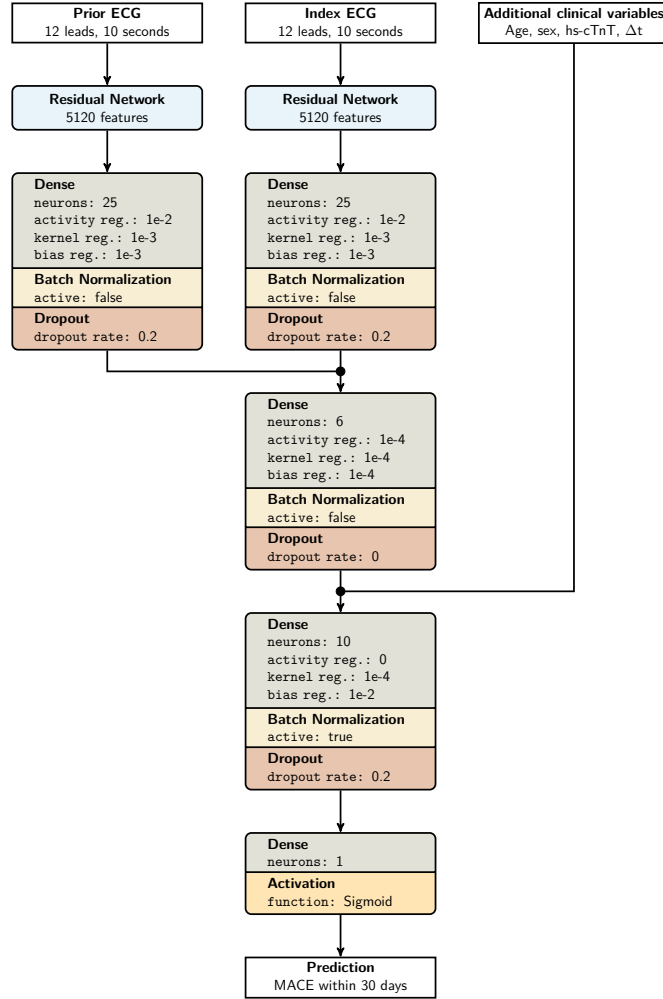 Prior ECG
12 leads, 10 seconds
Index ECG
12 leads, 10 seconds
Additional clinical variables
Age, sex, hs-cTnT, Δt
Residual Network
5120 features
Residual Network
5120 features
Dense
neurons: 25
activity reg.: 1e-2
kernel reg.: 1e-3
bias reg.: 1e-3
Batch Normalization
active: false
Dropout
dropout rate: 0.2
Dense
neurons: 25
activity reg.: 1e-2
kernel reg.: 1e-3
bias reg.: 1e-3
Batch Normalization
active: false
Dropout
dropout rate: 0.2
Dense
neurons: 6
activity reg.: 1e-4
kernel reg.: 1e-4
bias reg.: 1e-4
Batch Normalization
active: false
Dropout
dropout rate: 0
Dense
neurons: 10
activity reg.: 0
kernel reg.: 1e-4
bias reg.: 1e-2
Batch Normalization
active: true
Dropout
dropout rate: 0.2
Dense
neurons: 1
Activation
function: Sigmoid
Prediction
MACE within 30 days